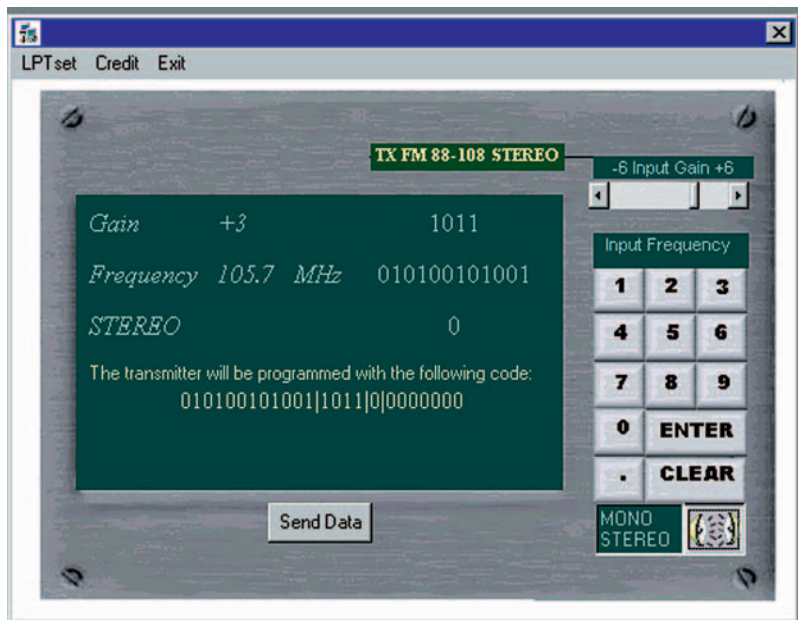 LPTset Credit Exit
TX FM 88-108 STEREO
-6 Input Gain +6
Gain +3 1011
Frequency 105.7 MHz 010100101001
STEREO 0
The transmitter will be programmed with the following code:
010100101001|1011|0|0000000
Send Data
Input Frequency
1 2 3
4 5 6
7 8 9
0 ENTER
. CLEAR
MONO
STEREO